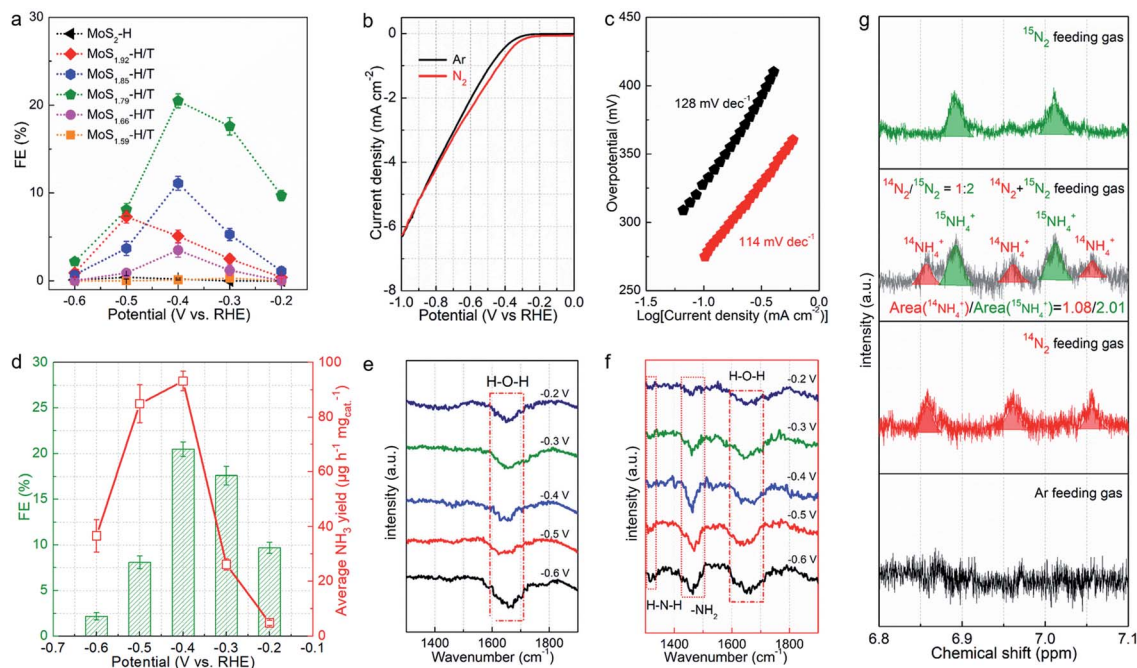 a
30
20
10
0
FE (%)
MoS2-H
MoS1.92-H/T
MoS1.85-H/T
MoS1.79-H/T
MoS1.66-H/T
MoS1.59-H/T
-0.6 -0.5 -0.4 -0.3 -0.2
Potential (V vs. RHE)
b
0
-2
-4
-6
-8
Current density (mA cm-2)
Ar
N2
-1.0 -0.8 -0.6 -0.4 -0.2 0.0
Potential (V vs RHE)
c
450
400
350
300
250
Overpotential (mV)
128 mV dec-1
114 mV dec-1
-1.5 -1.0 -0.5 0.0
Log[Current density (mA cm-2)]
d
30
25
20
15
10
5
0
FE (%)
100
80
60
40
20
0
Average NH3 yield (µg h-1 mgcat.-1)
-0.7 -0.6 -0.5 -0.4 -0.3 -0.2 -0.1
Potential (V vs. RHE)
e
H-O-H
-0.2 V
-0.3 V
-0.4 V
-0.5 V
-0.6 V
intensity (a.u.)
1400 1600 1800
Wavenumber (cm-1)
f
H-O-H
-0.2 V
-0.3 V
-0.4 V
-0.5 V
-0.6 V
H-N-H
-NH2
intensity (a.u.)
1400 1600 1800
Wavenumber (cm-1)
g
15N2 feeding gas
14N2/15N2 = 1:2 14N2+15N2 feeding gas
15NH4+ 15NH4+
14NH4+ 14NH4+ 14NH4+
Area(14NH4+)/Area(15NH4+)=1.08/2.01
14N2 feeding gas
Ar feeding gas
intensity (a.u.)
6.8 6.9 7.0 7.1
Chemical shift (ppm)